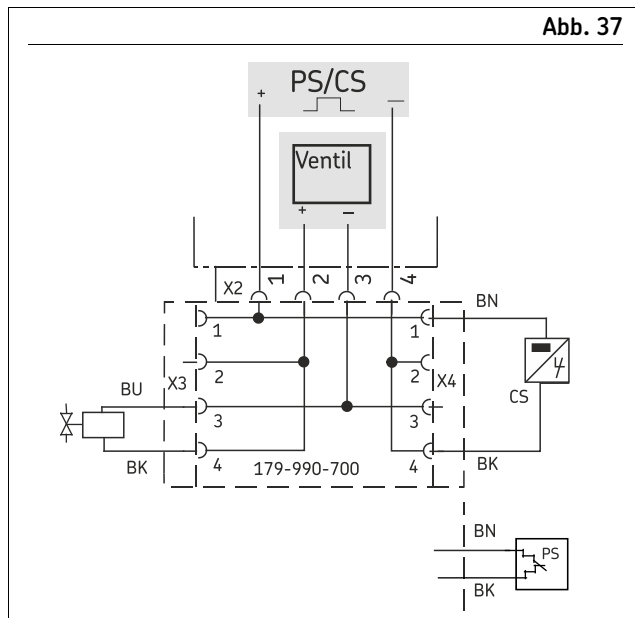 Abb. 37
PS/CS
+ —
Ventil
+ —
X2 1 2 3 4
BN
1 1
2 2
X3 X4
CS
BU
3 3
BK
4 179-990-700 4
BK
BN
PS
BK